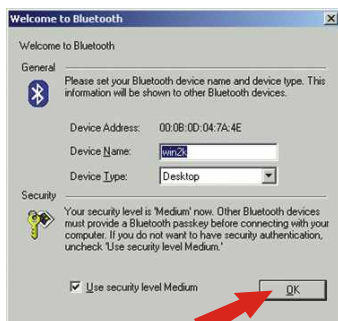 Welcome to Bluetooth
Welcome to Bluetooth
General
Please set your Bluetooth device name and device type. This
information will be shown to other Bluetooth devices.
Device Address: 00:0B:0D:04:7A:4E
Device Name: win2k
Device Type: Desktop
Security
Your security level is 'Medium' now. Other Bluetooth devices
must provide a Bluetooth passkey before connecting with your
computer. If you do not want to have security authentication,
uncheck 'Use security level Medium.'
Use security level Medium
OK